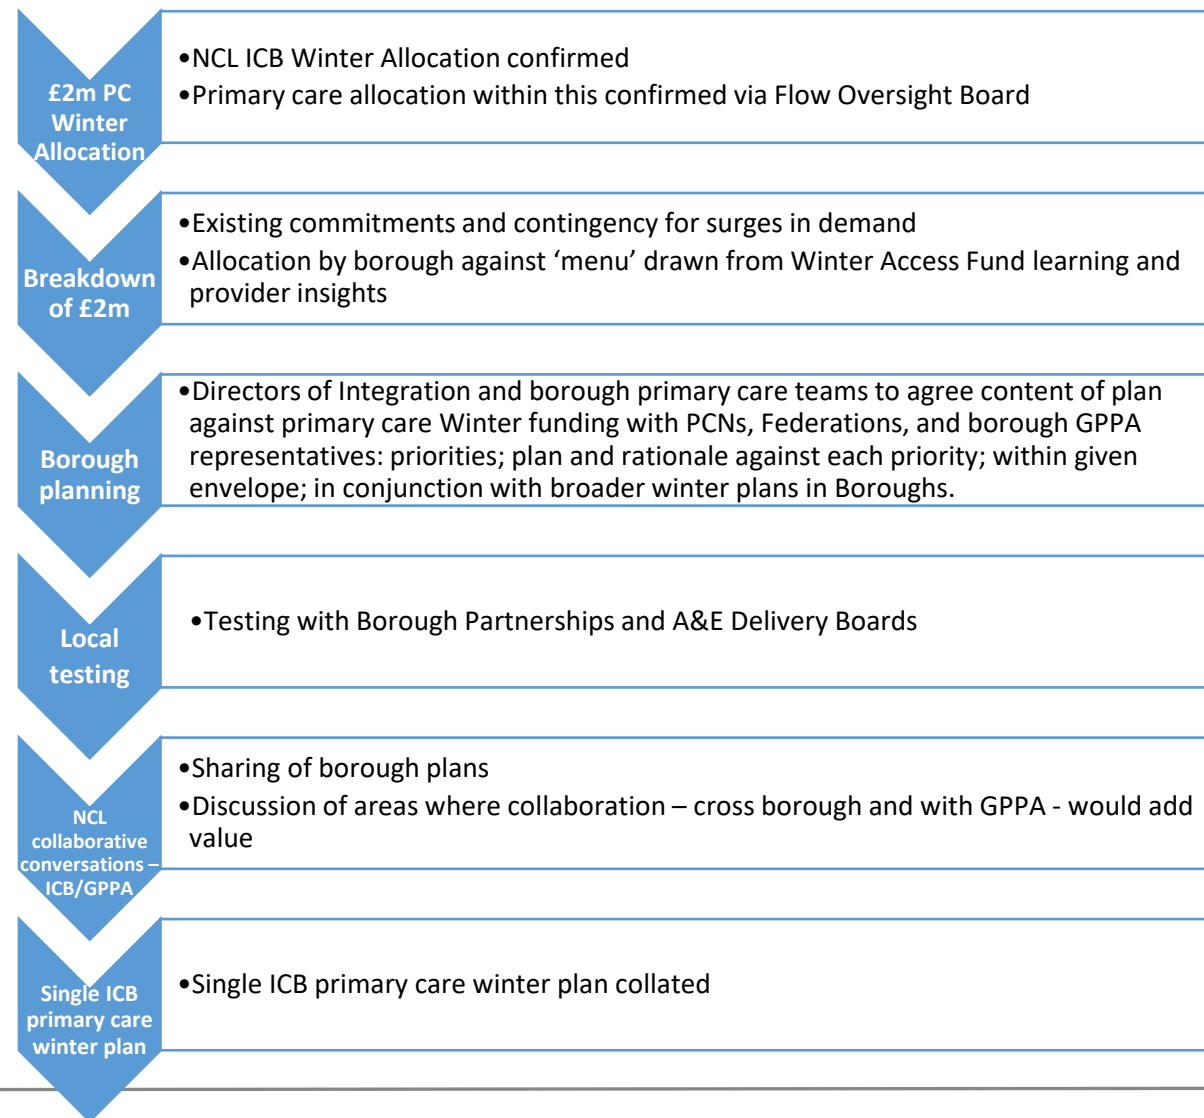 £2m PC
Winter
Allocation
•NCL ICB Winter Allocation confirmed
•Primary care allocation within this confirmed via Flow Oversight Board
Breakdown
of £2m
•Existing commitments and contingency for surges in demand
•Allocation by borough against ‘menu’ drawn from Winter Access Fund learning and
provider insights
Borough
planning
•Directors of Integration and borough primary care teams to agree content of plan
against primary care Winter funding with PCNs, Federations, and borough GPPA
representatives: priorities; plan and rationale against each priority; within given
envelope; in conjunction with broader winter plans in Boroughs.
Local
testing
•Testing with Borough Partnerships and A&E Delivery Boards
NCL
collaborative
conversations –
ICB/GPPA
•Sharing of borough plans
•Discussion of areas where collaboration – cross borough and with GPPA - would add
value
Single ICB
primary care
winter plan
•Single ICB primary care winter plan collated